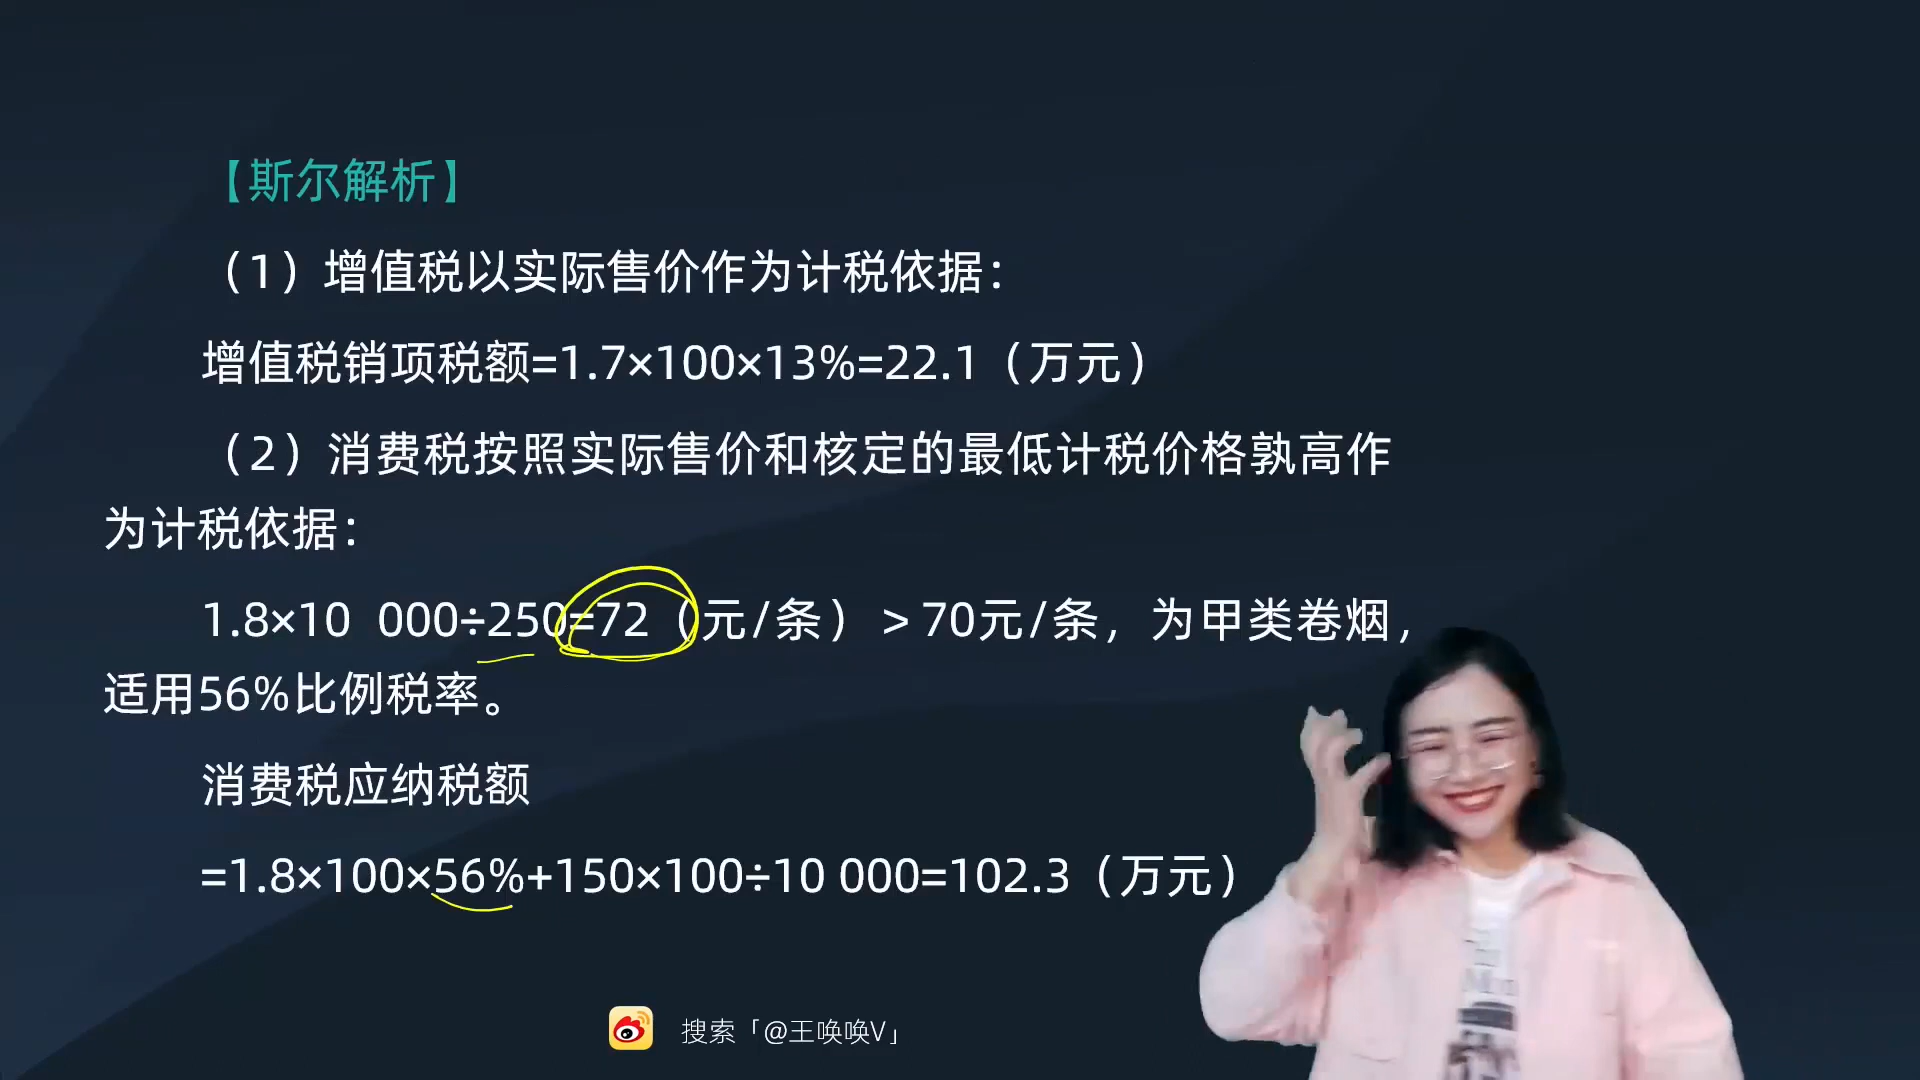 【斯尔解析】
（1）增值税以实际售价作为计税依据：
增值税销项税额=1.7×100×13%=22.1（万元）
（2）消费税按照实际售价和核定的最低计税价格孰高作
为计税依据：
1.8×10 000÷250=72（元/条）＞70元/条，为甲类卷烟，
适用56%比例税率。
消费税应纳税额
=1.8×100×56%+150×100÷10 000=102.3（万元）
搜索「@王唤唤V」